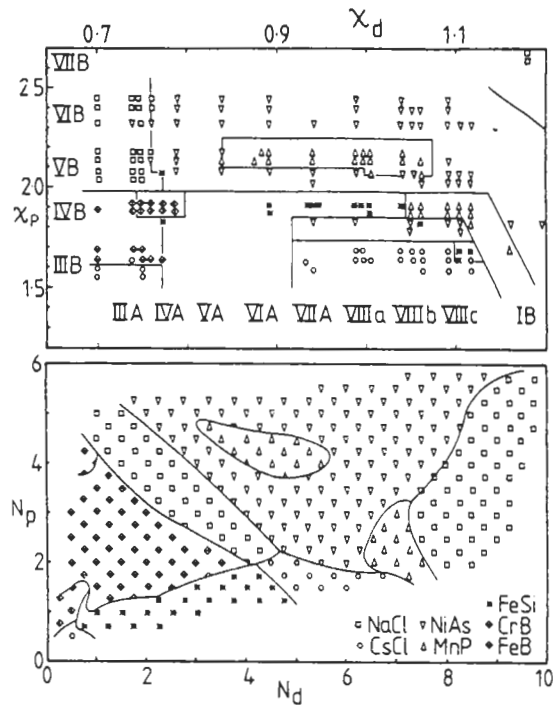 0.7 0.9 χd 1.1
VIIB
2.5
VIB
VB
2.0
χP
IVB
IIIB
1.5
IIIA IVA VA VIA VIIA VIIIa VIIIb VIIIc IB
6
4
NP
2
FeSi
NaCl NiAs CrB
CsCl MnP FeB
0
0 2 4 6 8 10
Nd